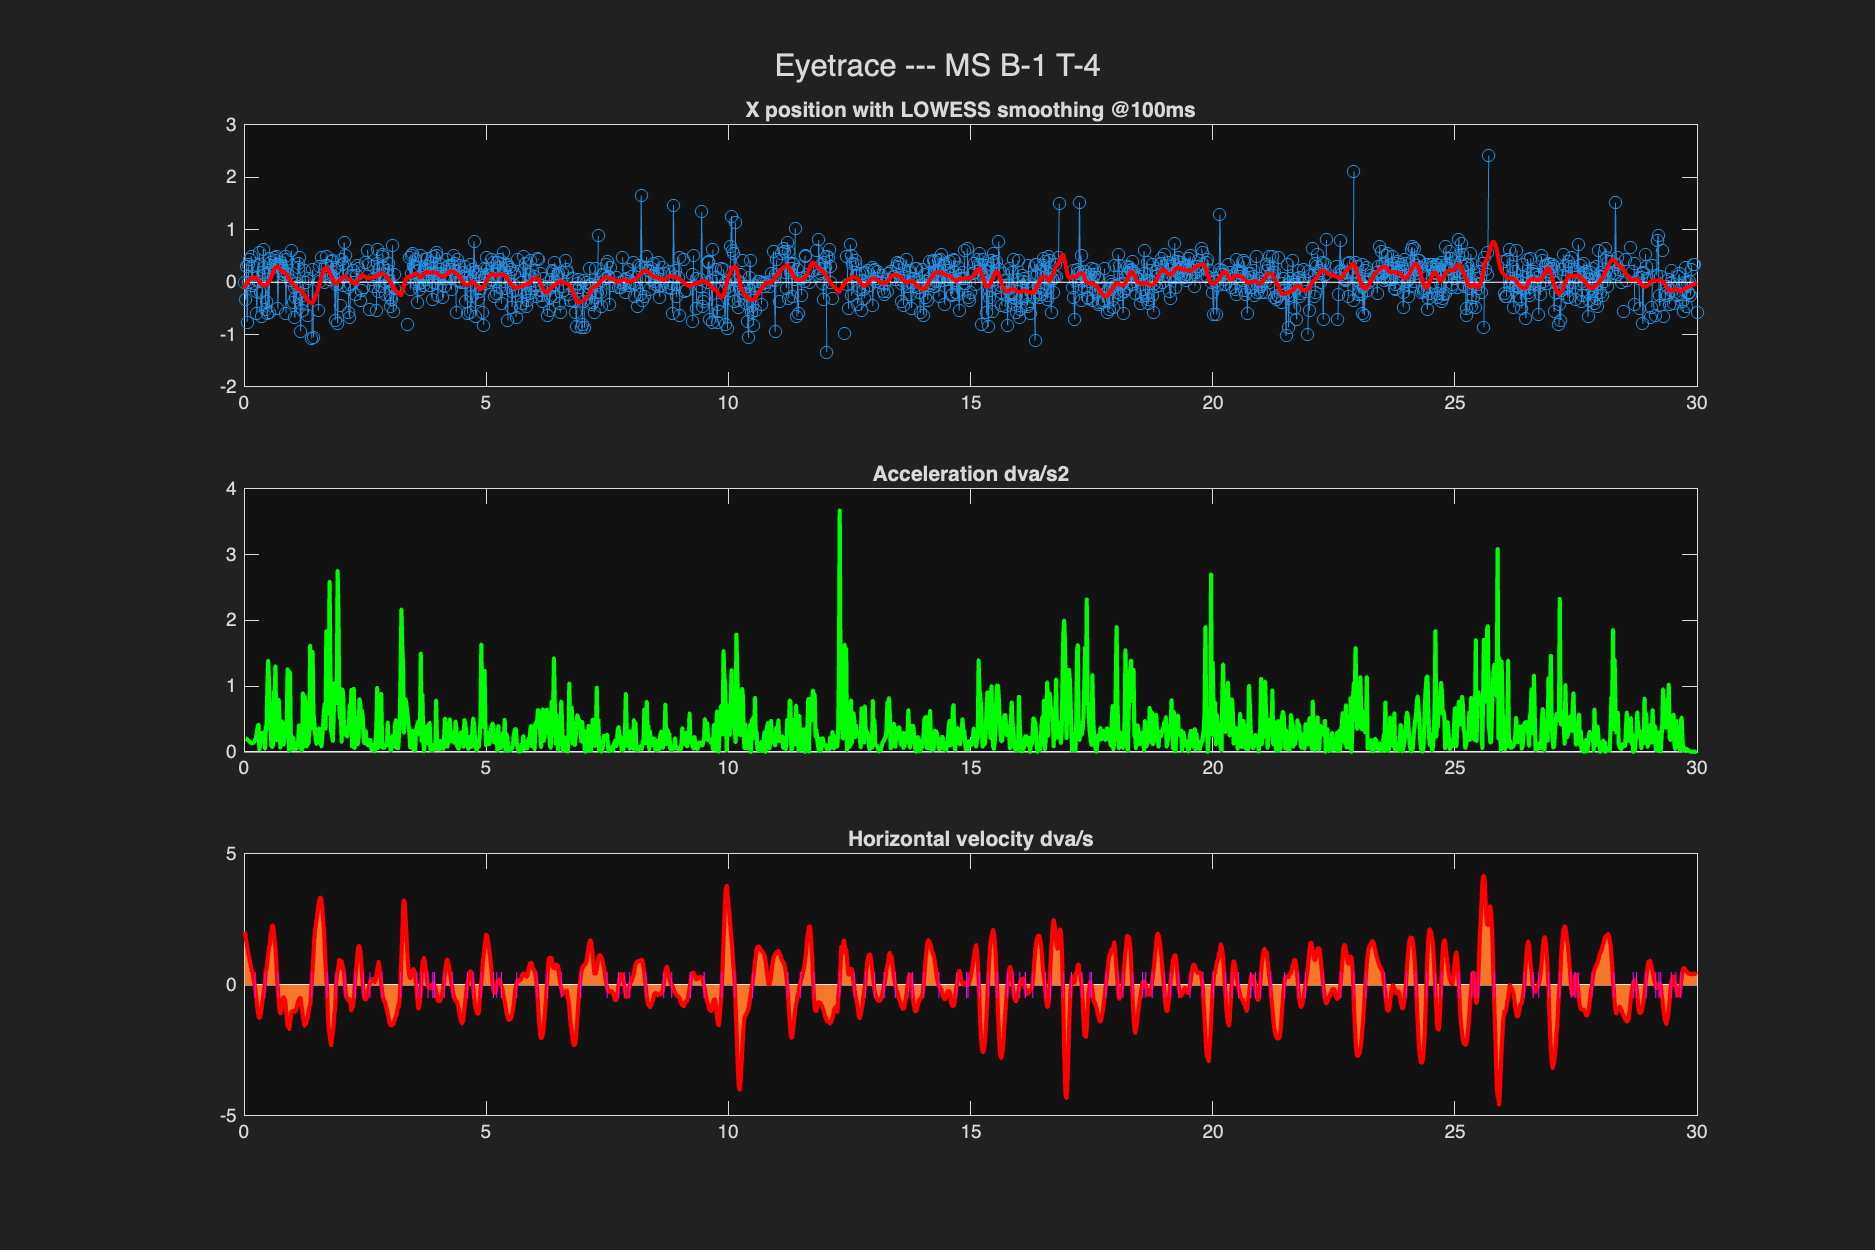 Eyetrace --- MS B-1 T-4
X position with LOWESS smoothing @100ms
3
2
1
0
-1
-2
0 5 10 15 20 25 30
Acceleration dva/s2
4
3
2
1
0
0 5 10 15 20 25 30
Horizontal velocity dva/s
5
0
-5
0 5 10 15 20 25 30